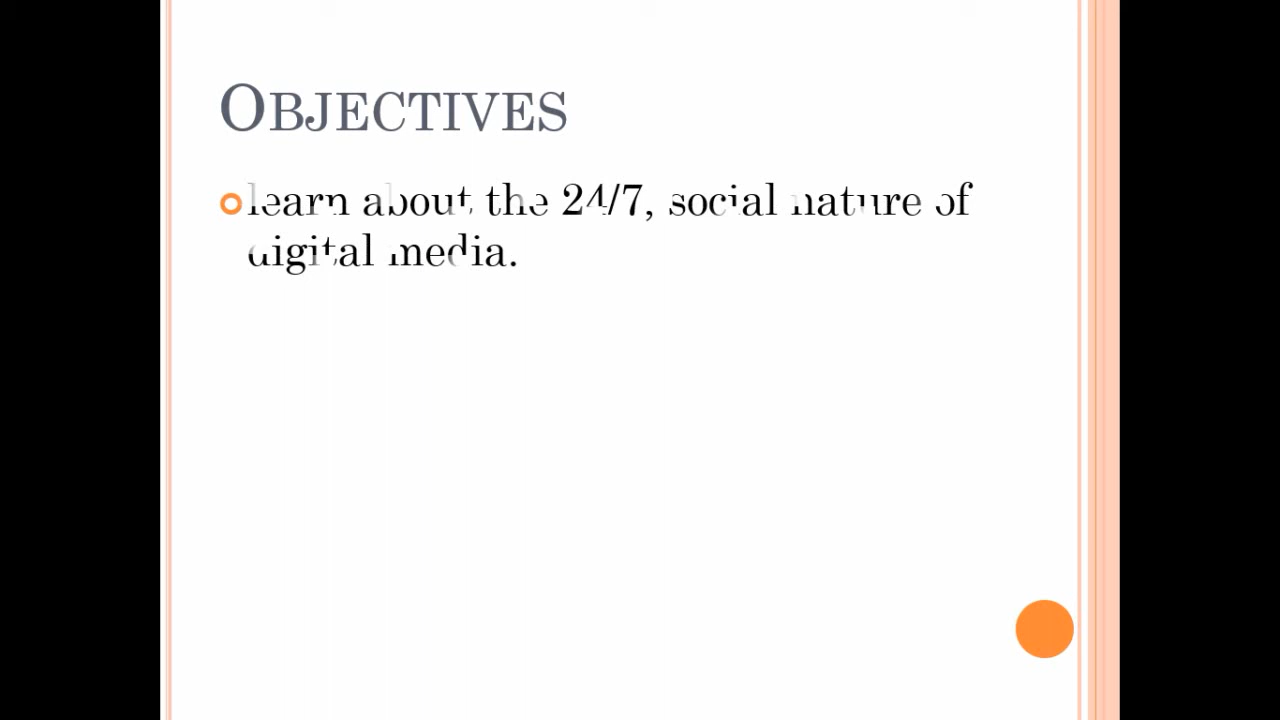 OBJECTIVES
learn about the 24/7, social nature of
digital media.